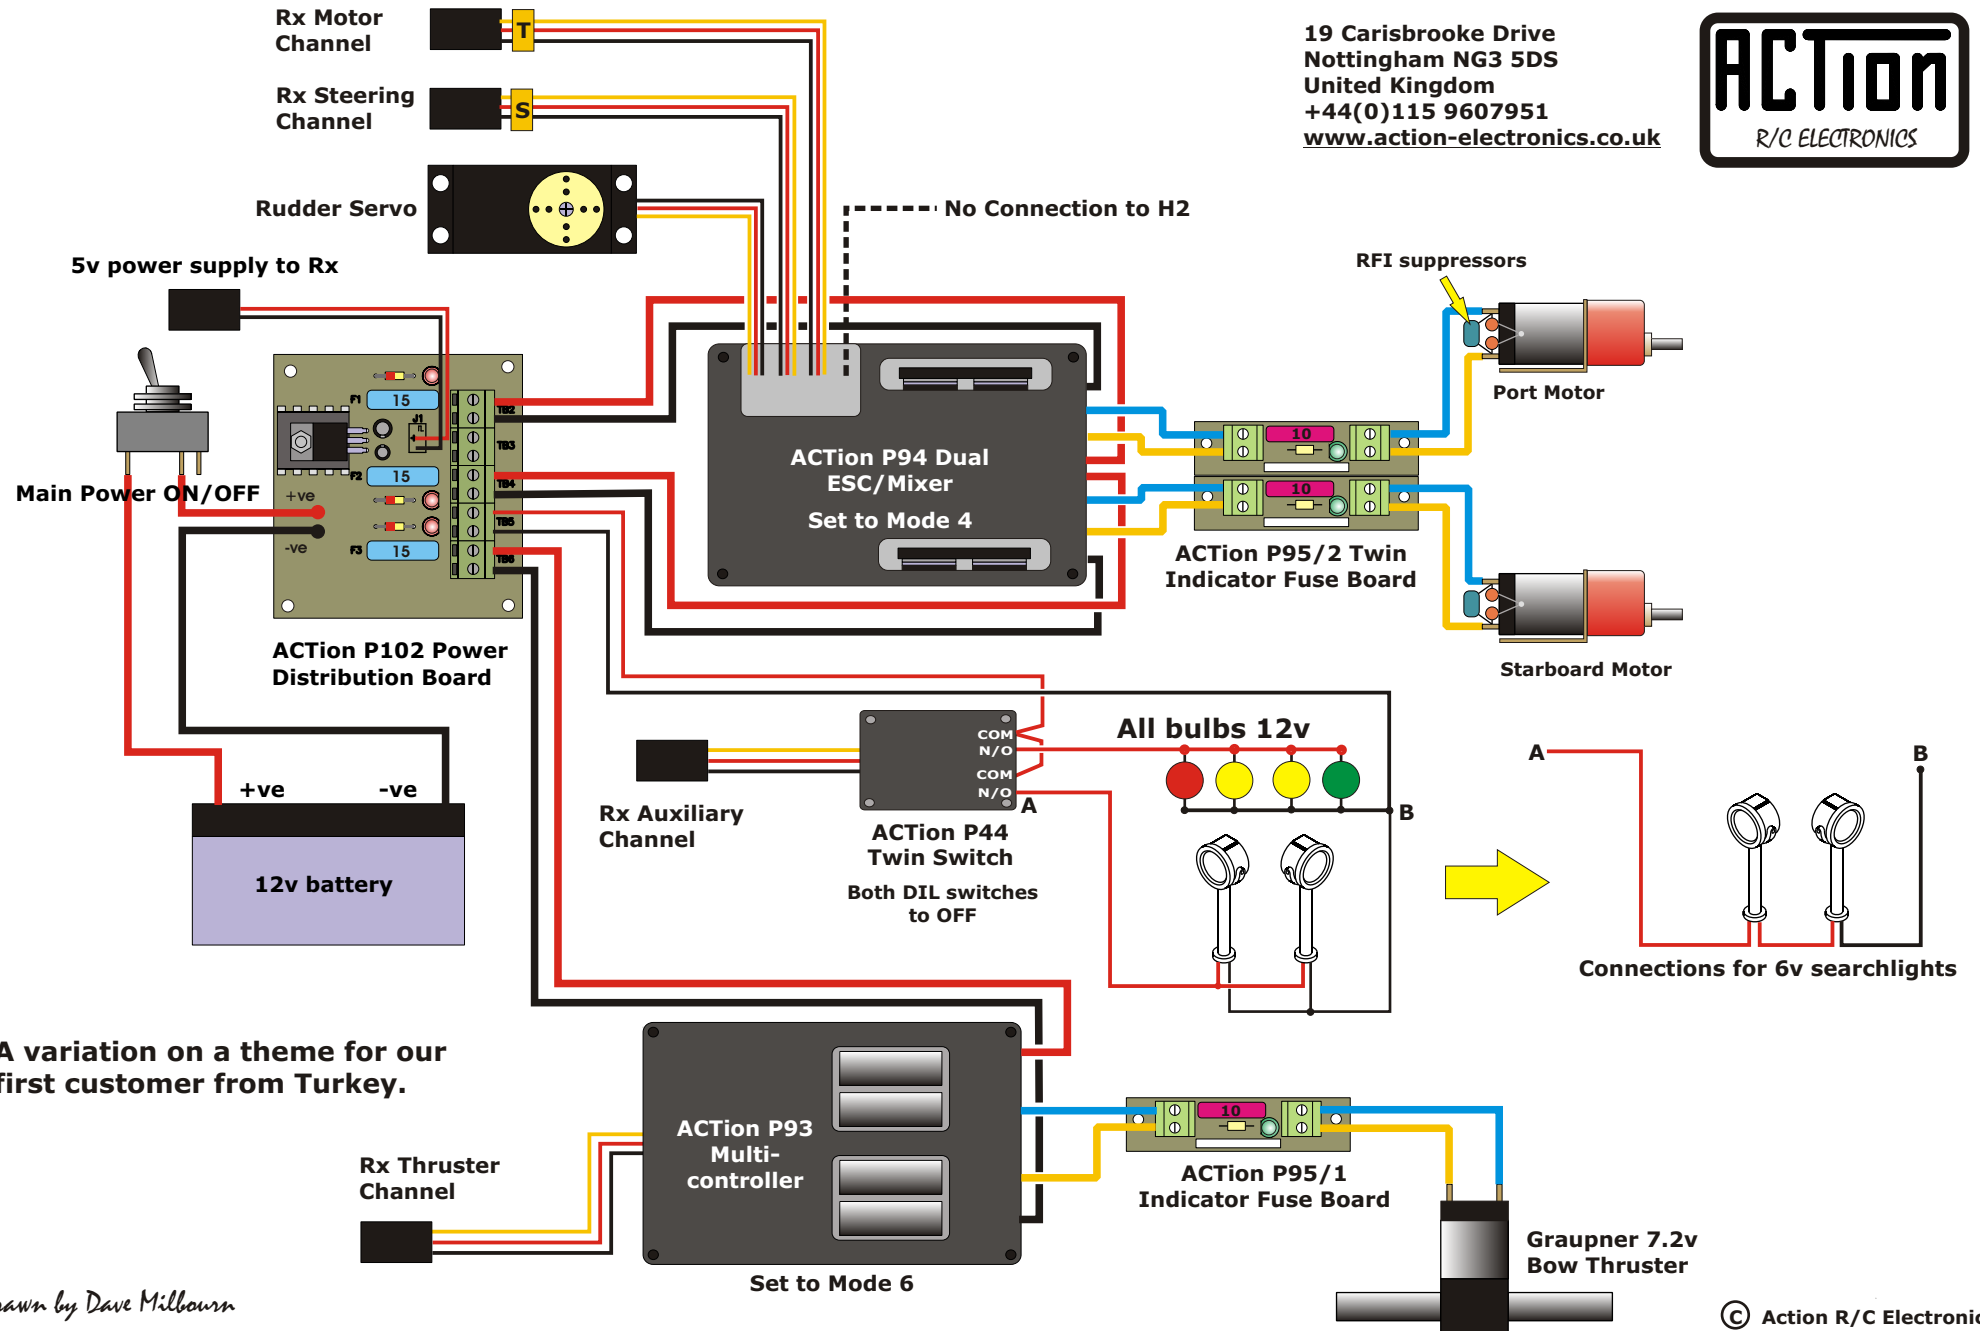 Rx Motor
Channel
T
Rx Steering
Channel
S
Rudder Servo
No Connection to H2
19 Carisbrooke Drive
Nottingham NG3 5DS
United Kingdom
+44(0)115 9607951
www.action-electronics.co.uk
ACTion
R/C ELECTRONICS
5v power supply to Rx
RFI suppressors
Port Motor
Main Power ON/OFF
F1
15
J1
TB2
TB3
F2
15
TB4
+ve
TB5
-ve
F3
15
TB6
ACTion P102 Power
Distribution Board
ACTion P94 Dual
ESC/Mixer
Set to Mode 4
10
10
ACTion P95/2 Twin
Indicator Fuse Board
Starboard Motor
+ve
-ve
12v battery
Rx Auxiliary
Channel
COM
N/O
COM
N/O
A
ACTion P44
Twin Switch
Both DIL switches
to OFF
All bulbs 12v
B
A
B
Connections for 6v searchlights
A variation on a theme for our
first customer from Turkey.
Rx Thruster
Channel
ACTion P93
Multi-
controller
Set to Mode 6
10
ACTion P95/1
Indicator Fuse Board
Graupner 7.2v
Bow Thruster
rawn by Dave Milbourn
© Action R/C Electronic